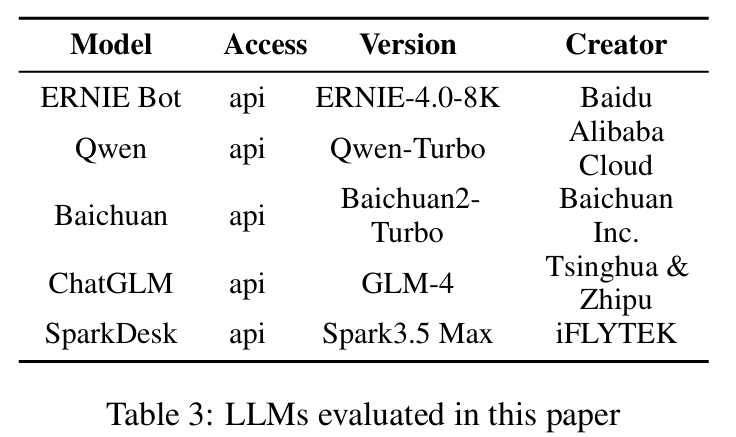 Model Access Version Creator
ERNIE Bot api ERNIE-4.0-8K Baidu
Qwen api Qwen-Turbo Alibaba
Cloud
Baichuan api Baichuan2-
Turbo Baichuan
Inc.
ChatGLM api GLM-4 Tsinghua &
Zhipu
SparkDesk api Spark3.5 Max iFLYTEK
Table 3: LLMs evaluated in this paper